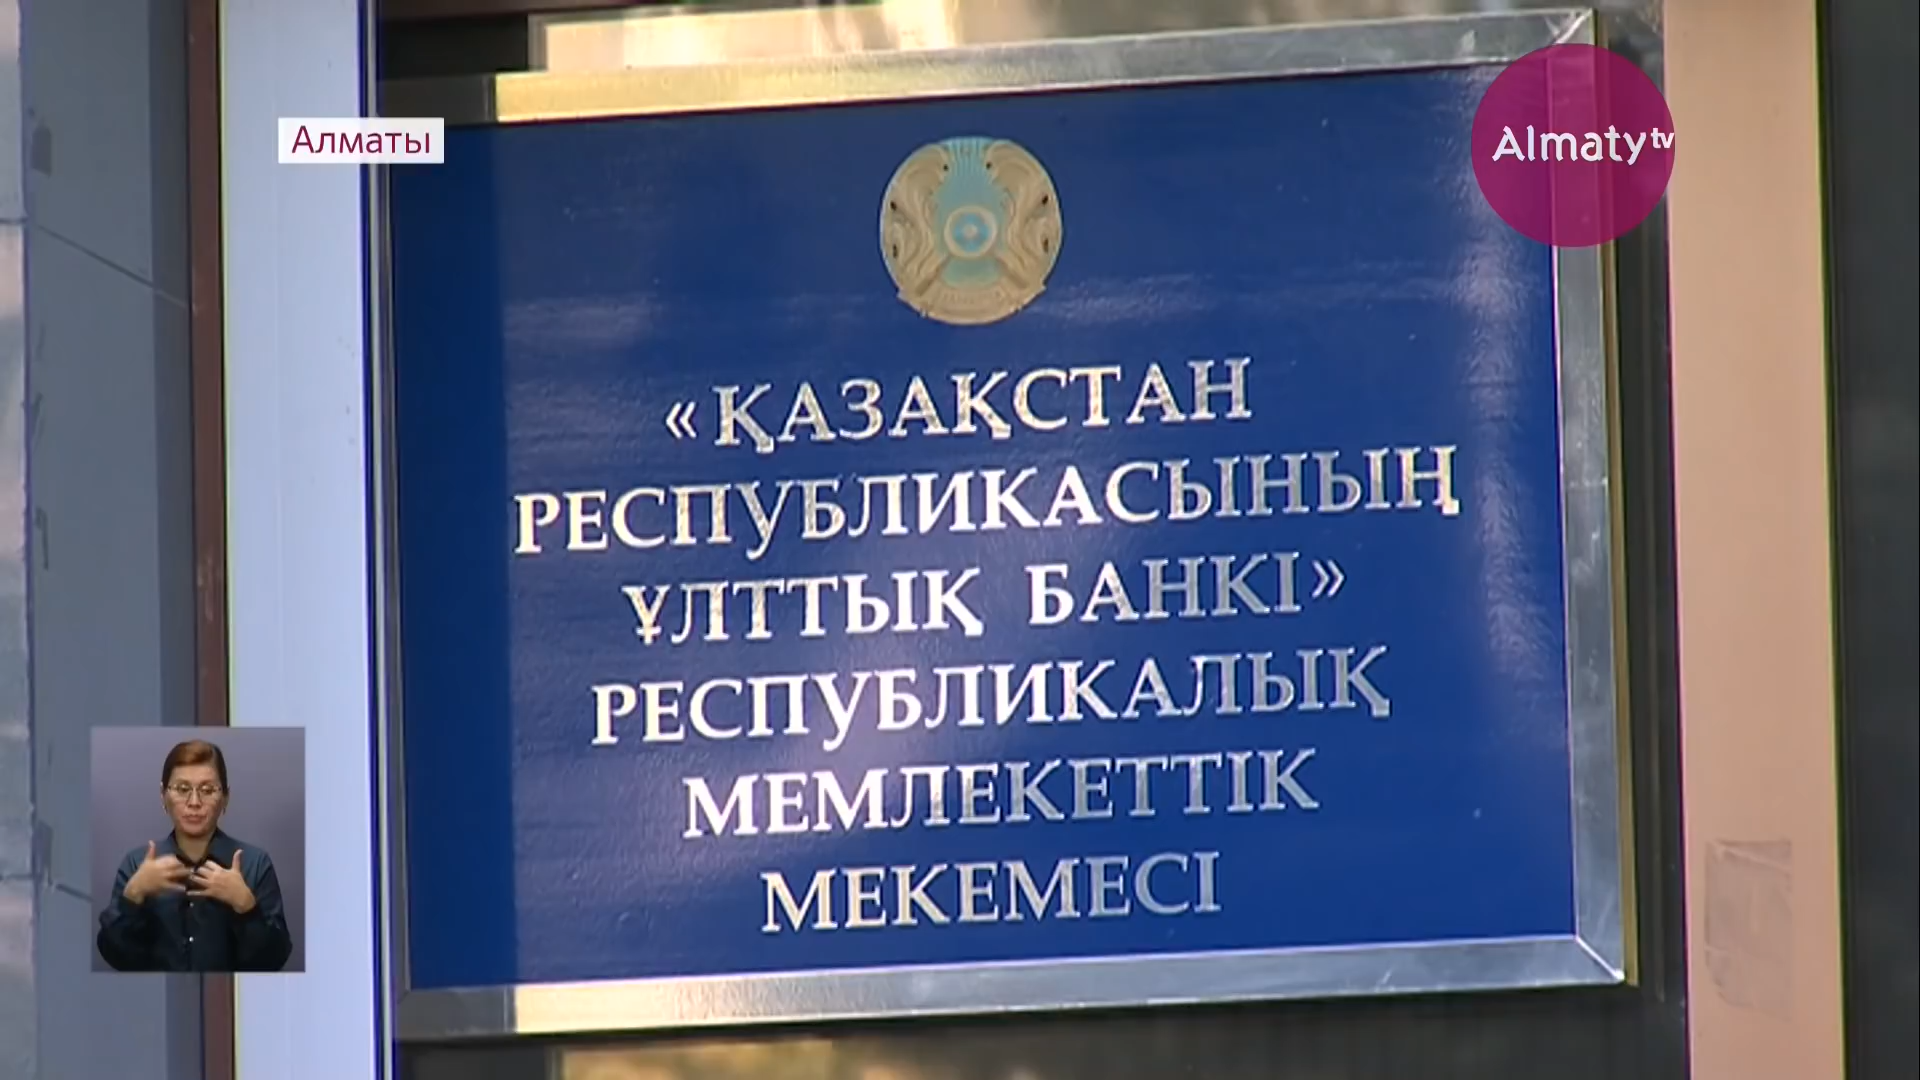 Алматы
Almaty tv
«ҚАЗАҚСТАН
РЕСПУБЛИКАСЫНЫҢ
ҰЛТТЫҚ БАНКІ»
РЕСПУБЛИКАЛЫҚ
МЕМЛЕКЕТТІК
МЕКЕМЕСІ